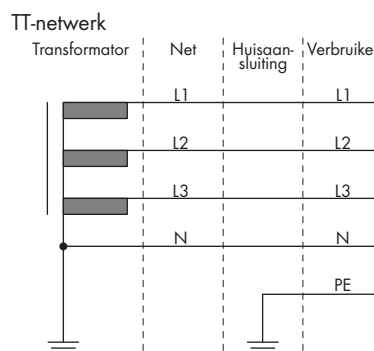 TT-netwerk
Transformator Net Huisaan- Verbruike
sluiting
L1 L1
L2 L2
L3 L3
N N
PE